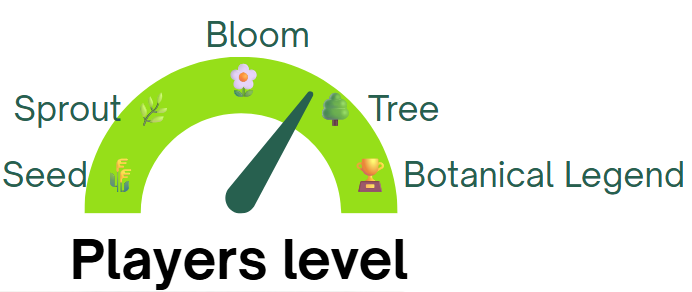 Bloom
Sprout
Tree
Seed
Botanical Legend
Players level